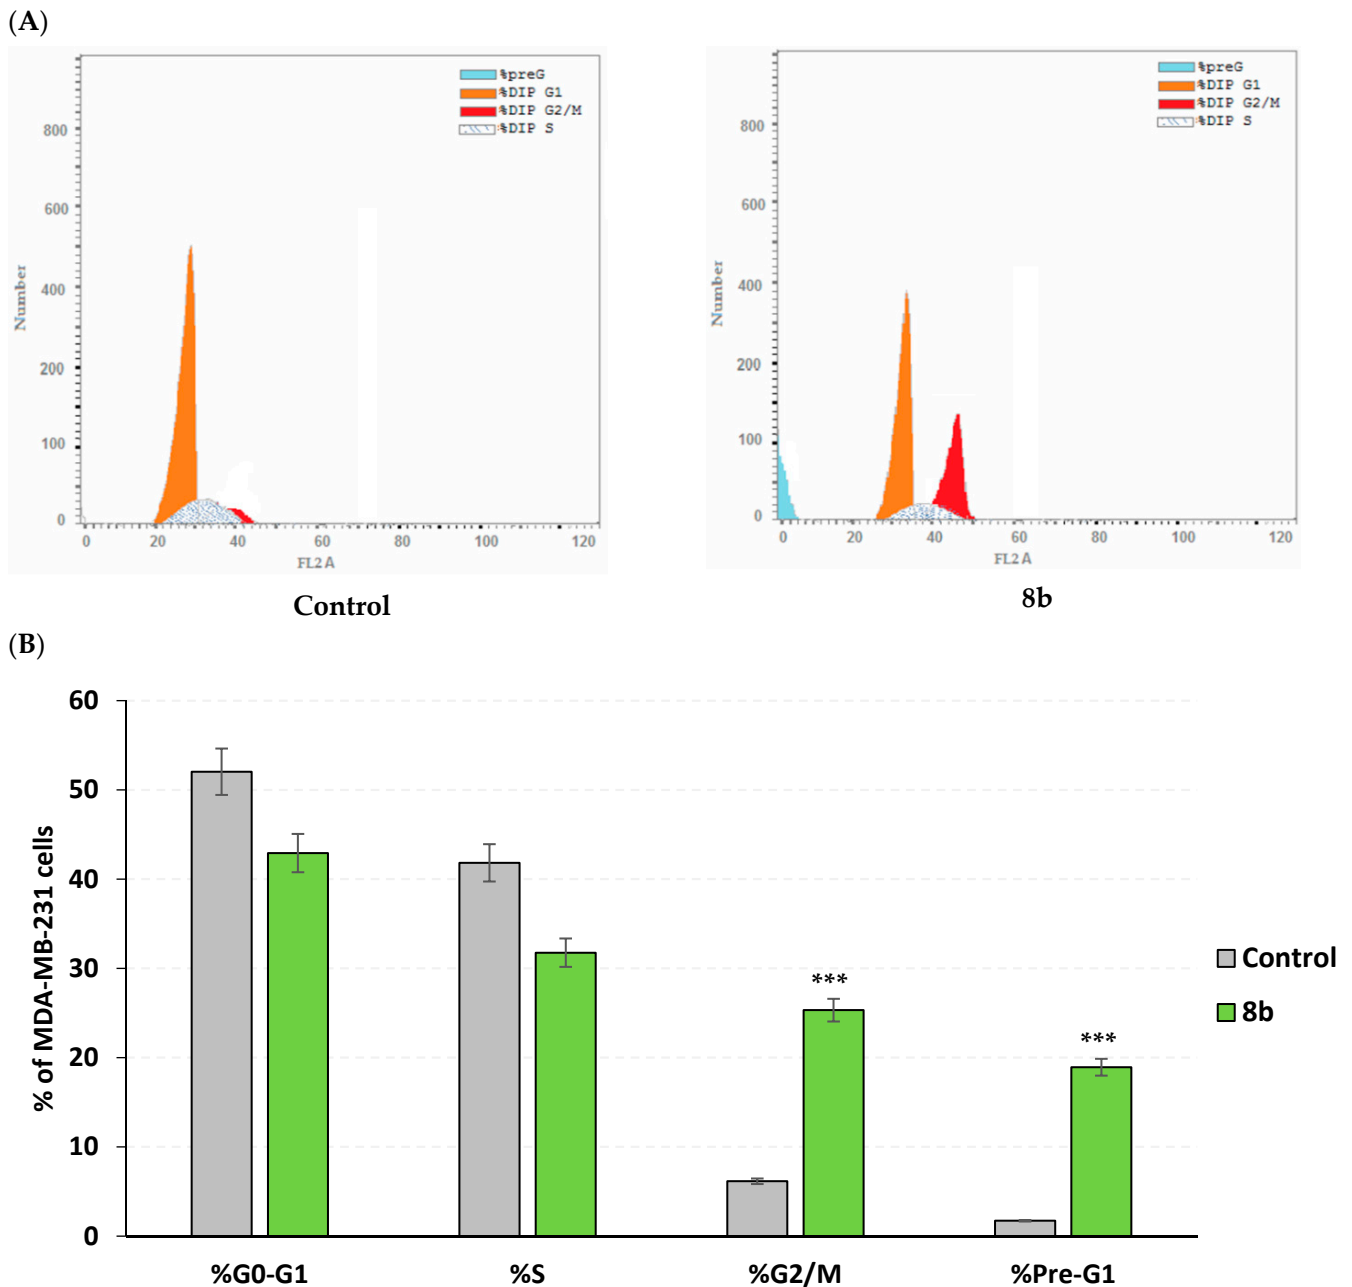 (A)
%preG
%DIP G1
%DIP G2/M
%DIP S
800
600
400
200
100
0
Number
0 20 40 60 80 100 120
FL2A
Control
%preG
%DIP G1
%DIP G2/M
%DIP S
800
600
400
200
100
0
Number
0 20 40 60 80 100 120
FL2A
8b
(B)
60
50
40
30
20
10
0
% of MDA-MB-231 cells
***
***
%G0-G1 %S %G2/M %Pre-G1
Control
8b